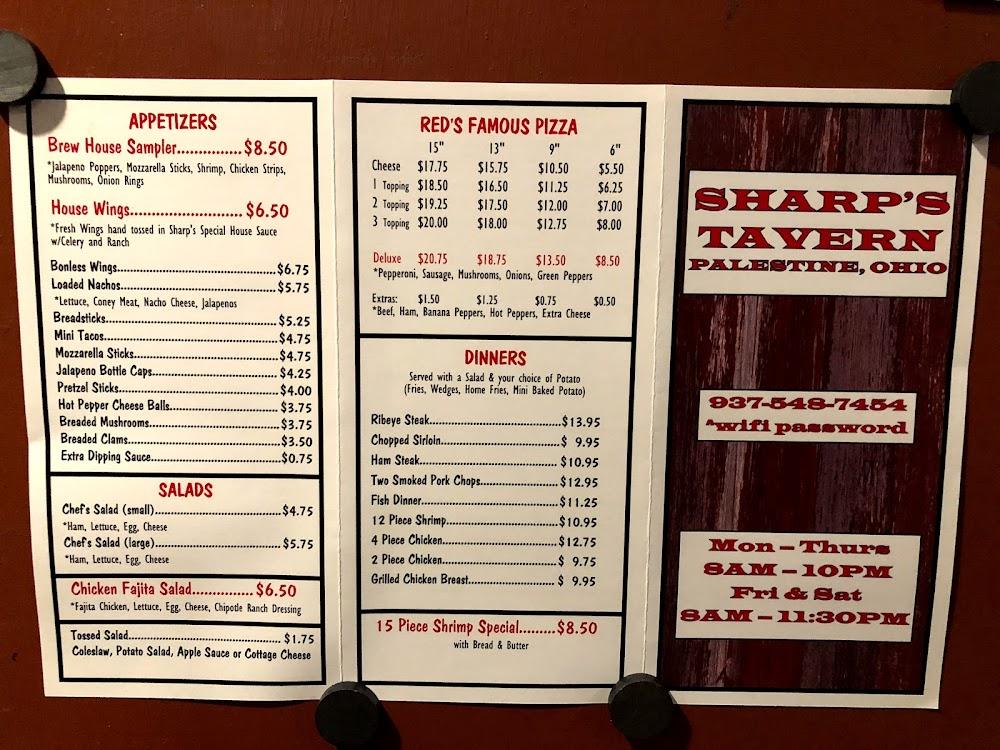 APPETIZERS
Brew House Sampler...............$8.50
*Jalapeno Poppers, Mozzarella Sticks, Shrimp, Chicken Strips,
Mushrooms, Onion Rings
House Wings.........................$6.50
*Fresh Wings hand tossed in Sharp's Special House Sauce
w/Celery and Ranch
Bonless Wings.............................................$6.75
Loaded Nachos............................................$5.75
*Lettuce, Coney Meat, Nacho Cheese, Jalapenos
Breadsticks................................................$5.25
Mini Tacos..................................................$4.75
Mozzarella Sticks.........................................$4.75
Jalapeno Bottle Caps....................................$4.25
Pretzel Sticks..............................................$4.00
Hot Pepper Cheese Balls...............................$3.75
Breaded Mushrooms.....................................$3.75
Breaded Clams............................................$3.50
Extra Dipping Sauce.....................................$0.75
SALADS
Chef's Salad (small).....................................$4.75
*Ham, Lettuce, Egg, Cheese
Chef's Salad (large).....................................$5.75
*Ham, Lettuce, Egg, Cheese
Chicken Fajita Salad...............$6.50
*Fajita Chicken, Lettuce, Egg, Cheese, Chipotle Ranch Dressing
Tossed Salad..............................................$1.75
Coleslaw, Potato Salad, Apple Sauce or Cottage Cheese
RED'S FAMOUS PIZZA
15" 13" 9" 6"
Cheese $17.75 $15.75 $10.50 $5.50
1 Topping $18.50 $16.50 $11.25 $6.25
2 Topping $19.25 $17.50 $12.00 $7.00
3 Topping $20.00 $18.00 $12.75 $8.00
Deluxe $20.75 $18.75 $13.50 $8.50
*Pepperoni, Sausage, Mushrooms, Onions, Green Peppers
Extras: $1.50 $1.25 $0.75 $0.50
*Beef, Ham, Banana Peppers, Hot Peppers, Extra Cheese
DINNERS
Served with a Salad & your choice of Potato
(Fries, Wedges, Home Fries, Mini Baked Potato)
Ribeye Steak.....................................$13.95
Chopped Sirloin.................................$ 9.95
Ham Steak.......................................$10.95
Two Smoked Pork Chops......................$12.95
Fish Dinner.......................................$11.25
12 Piece Shrimp................................$10.95
4 Piece Chicken.................................$12.75
2 Piece Chicken.................................$ 9.75
Grilled Chicken Breast.........................$ 9.95
15 Piece Shrimp Special.........$8.50
with Bread & Butter
SHARP'S
TAVERN
PALESTINE, OHIO
937-548-7454
^wifi password
Mon – Thurs
8AM – 10PM
Fri & Sat
8AM – 11:30PM